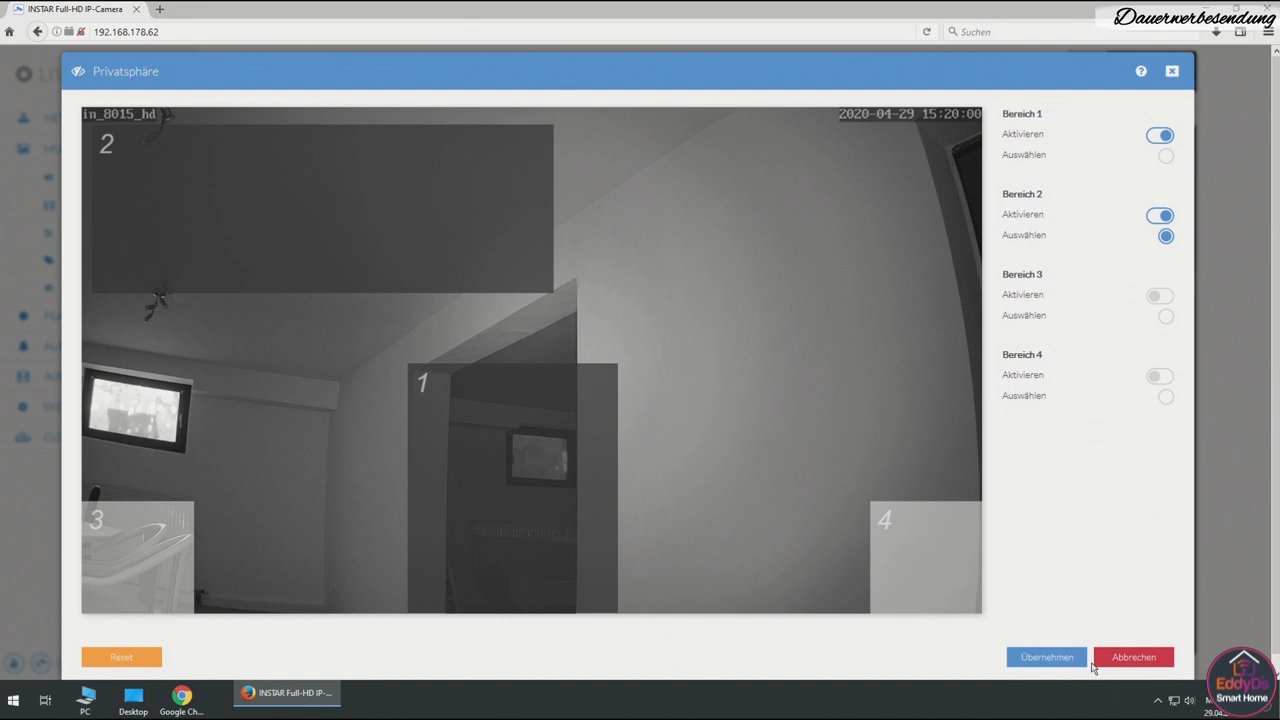 INSTAR Full-HD IP-Camera
Dauerwerbesendung
192.168.178.62
Suchen
Privatsphäre
in_8015_hd
2020-04-29 15:20:00
2
1
3
4
Bereich 1
Aktivieren
Auswählen
Bereich 2
Aktivieren
Auswählen
Bereich 3
Aktivieren
Auswählen
Bereich 4
Aktivieren
Auswählen
Reset
Übernehmen
Abbrechen
PC
Desktop
Google Ch...
INSTAR Full-HD IP-...
EddyD's
Smart Home